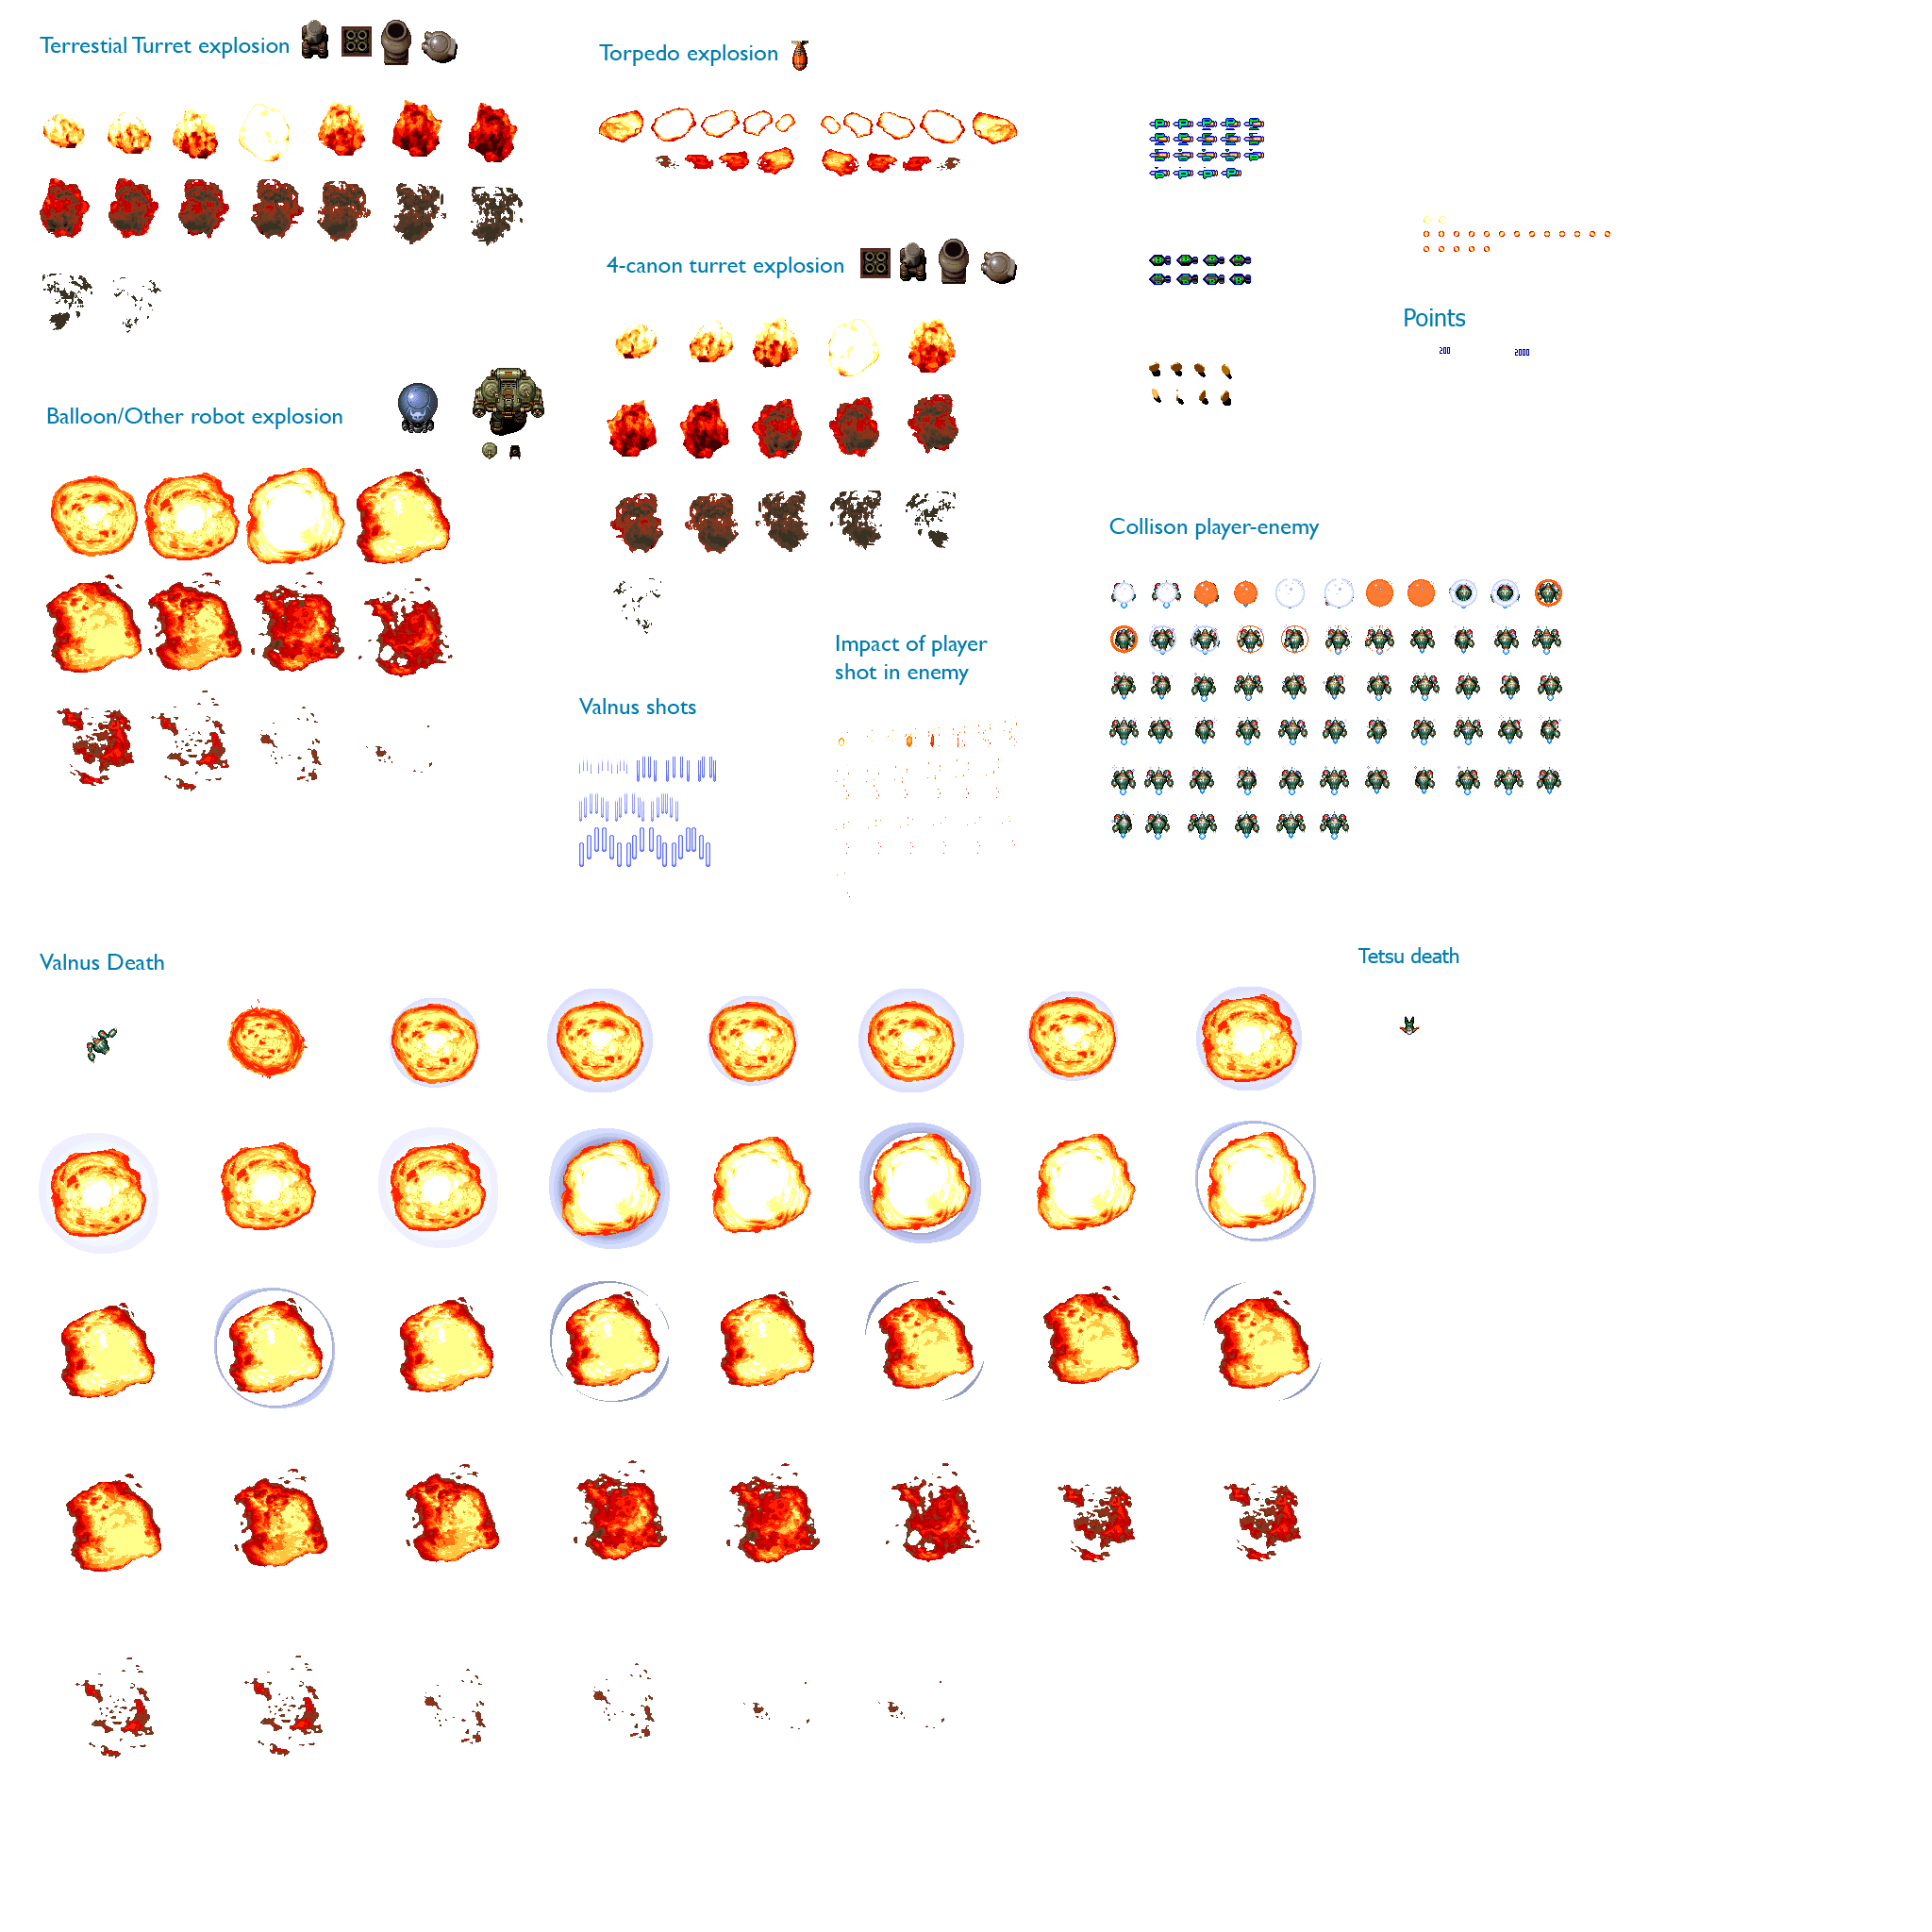 Terrestial Turret explosion
Torpedo explosion
4-canon turret explosion
Points
200
2000
Balloon/Other robot explosion
Collison player-enemy
Impact of player
shot in enemy
Valnus shots
Valnus Death
Tetsu death